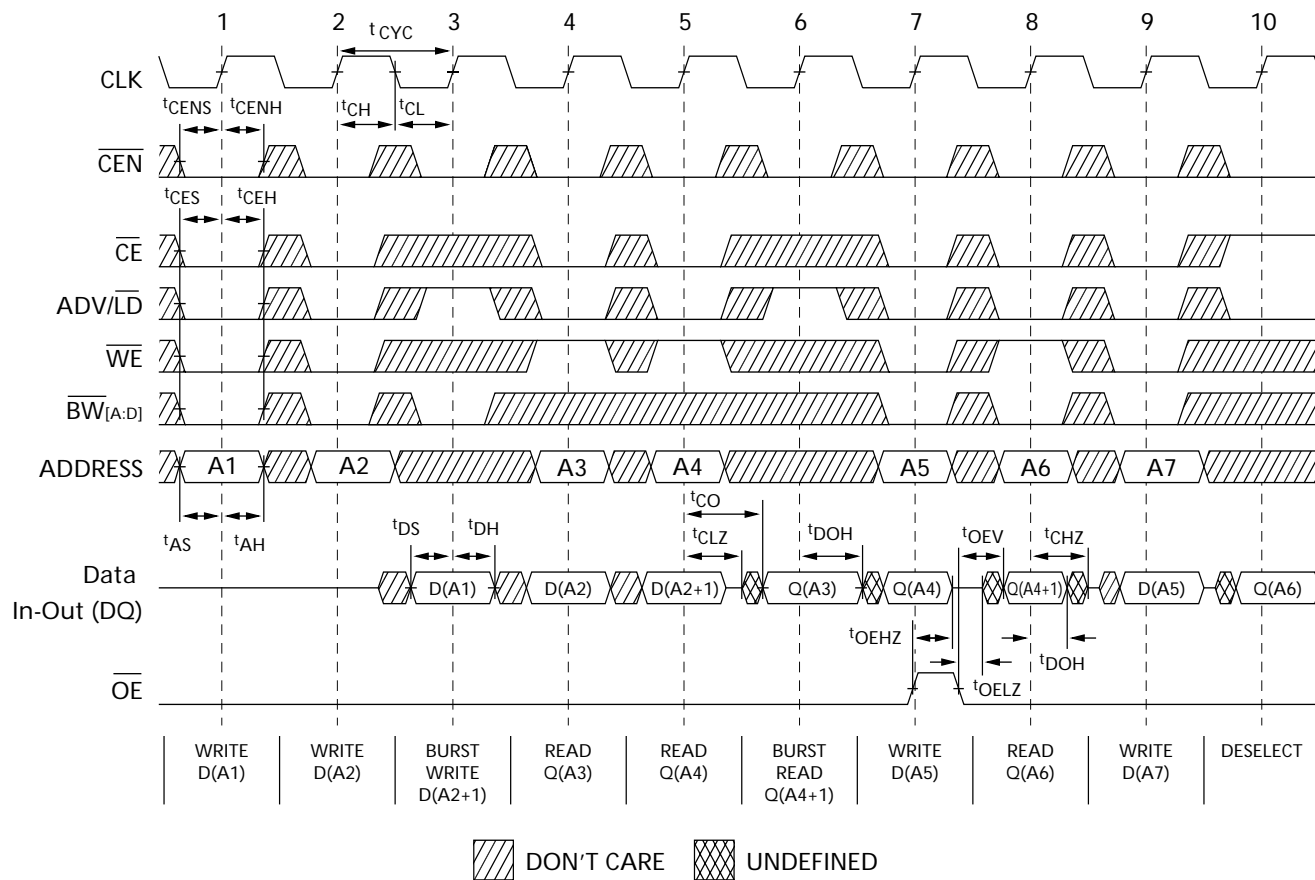 1 2 3 4 5 6 7 8 9 10
tCYC
CLK
tCENS tCENH tCH tCL
CEN
tCES tCEH
CE
ADV/LD
WE
BW[A:D]
ADDRESS A1 A2 A3 A4 A5 A6 A7
tCO
tAS tAH tDS tDH tCLZ tDOH tOEV tCHZ
Data
In-Out (DQ)
D(A1) D(A2) D(A2+1) Q(A3) Q(A4) Q(A4+1) D(A5) Q(A6)
tOEHZ tDOH
tOELZ
OE
WRITE
D(A1)
WRITE
D(A2)
BURST
WRITE
D(A2+1)
READ
Q(A3)
READ
Q(A4)
BURST
READ
Q(A4+1)
WRITE
D(A5)
READ
Q(A6)
WRITE
D(A7)
DESELECT
DON'T CARE UNDEFINED